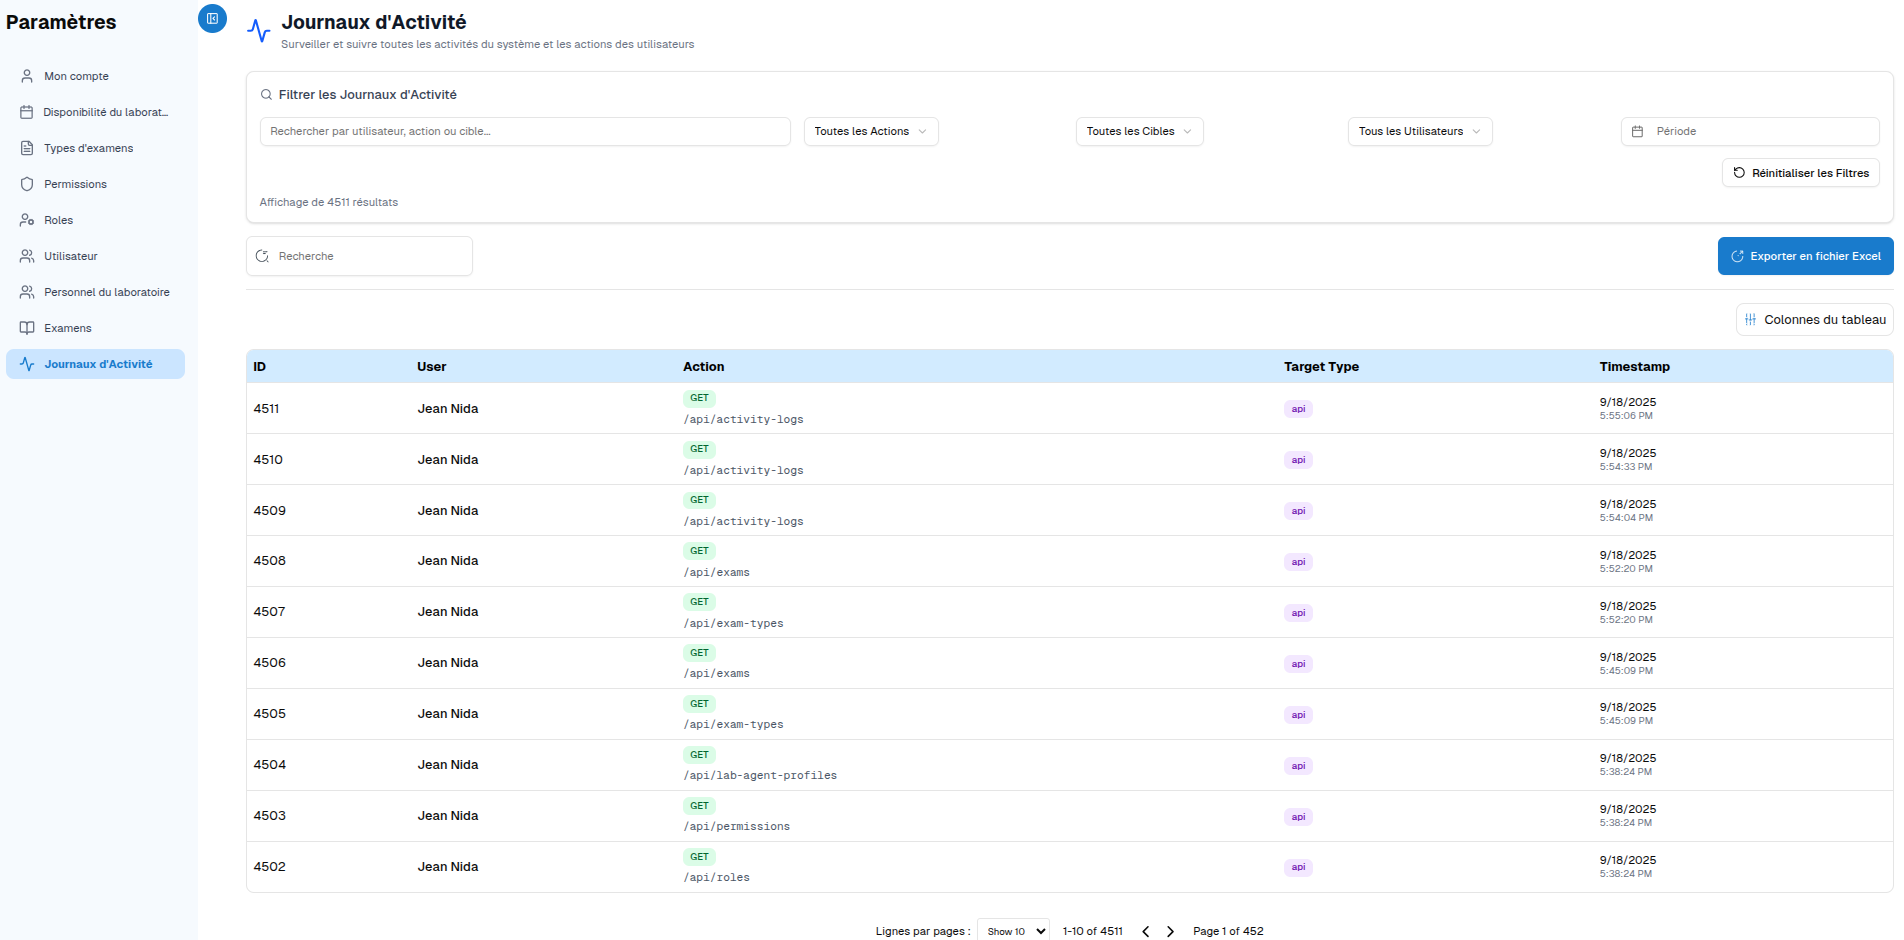 Paramètres
Mon compte
Disponibilité du laborat...
Types d'examens
Permissions
Roles
Utilisateur
Personnel du laboratoire
Examens
Journaux d'Activité
Journaux d'Activité
Surveiller et suivre toutes les activités du système et les actions des utilisateurs
Filtrer les Journaux d'Activité
Rechercher par utilisateur, action ou cible... Toutes les Actions Toutes les Cibles Tous les Utilisateurs Période
Réinitialiser les Filtres
Affichage de 4511 résultats
Recherche Exporter en fichier Excel
Colonnes du tableau
ID User Action Target Type Timestamp
4511 Jean Nida GET /api/activity-logs api 9/18/2025 5:55:06 PM
4510 Jean Nida GET /api/activity-logs api 9/18/2025 5:54:33 PM
4509 Jean Nida GET /api/activity-logs api 9/18/2025 5:54:04 PM
4508 Jean Nida GET /api/exams api 9/18/2025 5:52:20 PM
4507 Jean Nida GET /api/exam-types api 9/18/2025 5:52:20 PM
4506 Jean Nida GET /api/exams api 9/18/2025 5:45:09 PM
4505 Jean Nida GET /api/exam-types api 9/18/2025 5:45:09 PM
4504 Jean Nida GET /api/lab-agent-profiles api 9/18/2025 5:38:24 PM
4503 Jean Nida GET /api/permissions api 9/18/2025 5:38:24 PM
4502 Jean Nida GET /api/roles api 9/18/2025 5:38:24 PM
Lignes par pages : Show 10 1-10 of 4511 Page 1 of 452